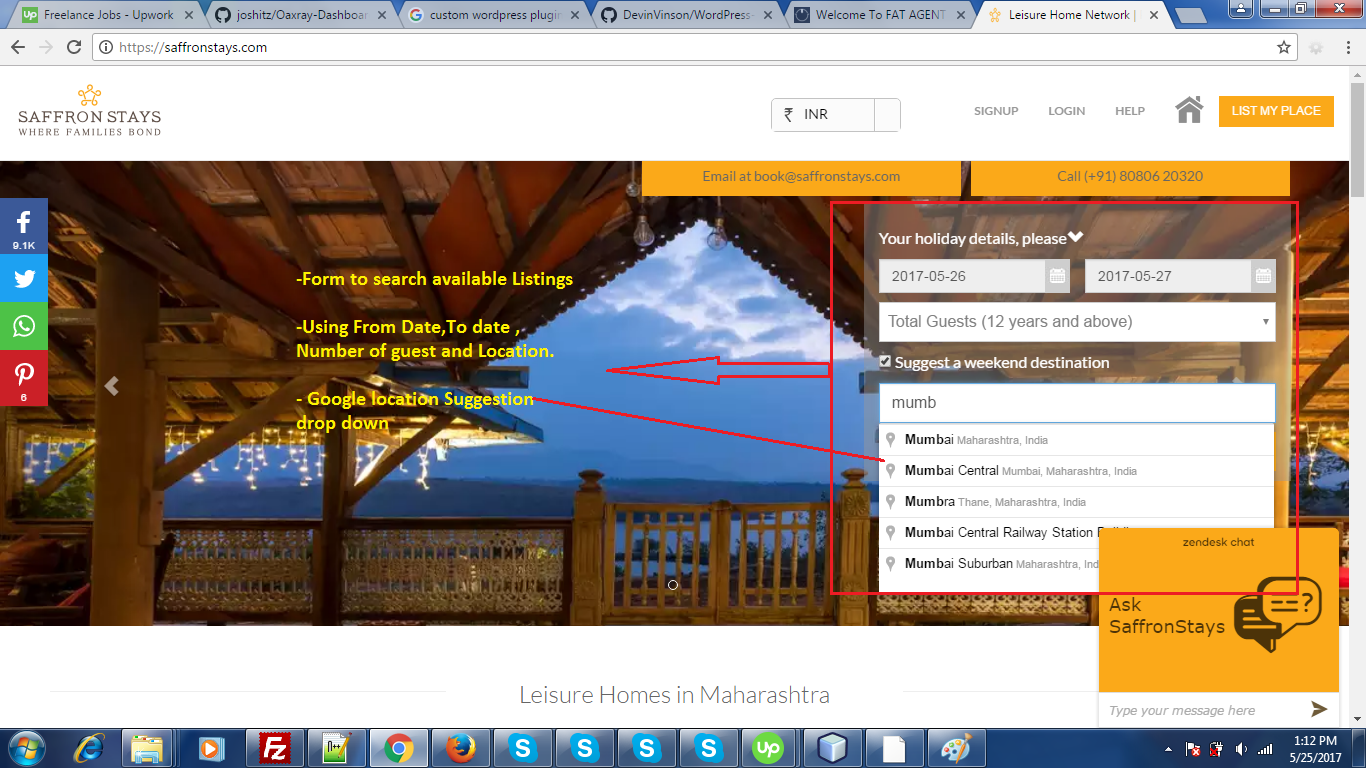 Freelance Jobs - Upwork
joshitz/Oaxray-Dashboar
custom wordpress plugin
DevinVinson/WordPress-
Welcome To FAT AGENT
Leisure Home Network |
https://saffronstays.com
SAFFRON STAYS
WHERE FAMILIES BOND
₹ INR
SIGNUP
LOGIN
HELP
LIST MY PLACE
Email at book@saffronstays.com
Call (+91) 80806 20320
9.1K
6
-Form to search available Listings
-Using From Date,To date ,
Number of guest and Location.
- Google location Suggestion
drop down
Your holiday details, please
2017-05-26
2017-05-27
Total Guests (12 years and above)
Suggest a weekend destination
mumb
Mumbai Maharashtra, India
Mumbai Central Mumbai, Maharashtra, India
Mumbra Thane, Maharashtra, India
Mumbai Central Railway Station
Mumbai Suburban Maharashtra, Ind
zendesk chat
Ask
SaffronStays
Type your message here
Leisure Homes in Maharashtra
1:12 PM
5/25/2017